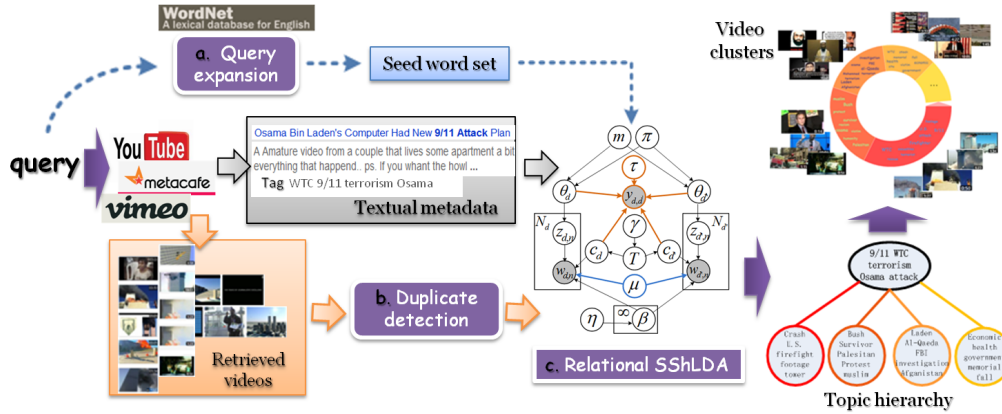 WordNet
A lexical database for English
a. Query
expansion
Seed word set
Video
clusters
query
YouTube
metacafe
vimeo
Osama Bin Laden's Computer Had New 9/11 Attack Plan
A Amature video from a couple that lives some apartment a bit
everything that happend.. ps. If you whant the howl ...
Tag WTC 9/11 terrorism Osama
Textual metadata
m π
τ
θd yd,d' θd'
Nd Nd'
zd,n γ zd',n
cd T cd'
wd,n μ wd',n
η ∞ β
Retrieved
videos
b. Duplicate
detection
c. Relational SShLDA
9/11 WTC
terrorism
Osama attack
Crash
U.S.
firefight
footage
tower
Bush
Survivor
Palesitan
Protest
muslim
Laden
Al-Qaeda
FBI
investigation
Afganistan
Economic
health
government
memorial
fall
Topic hierarchy